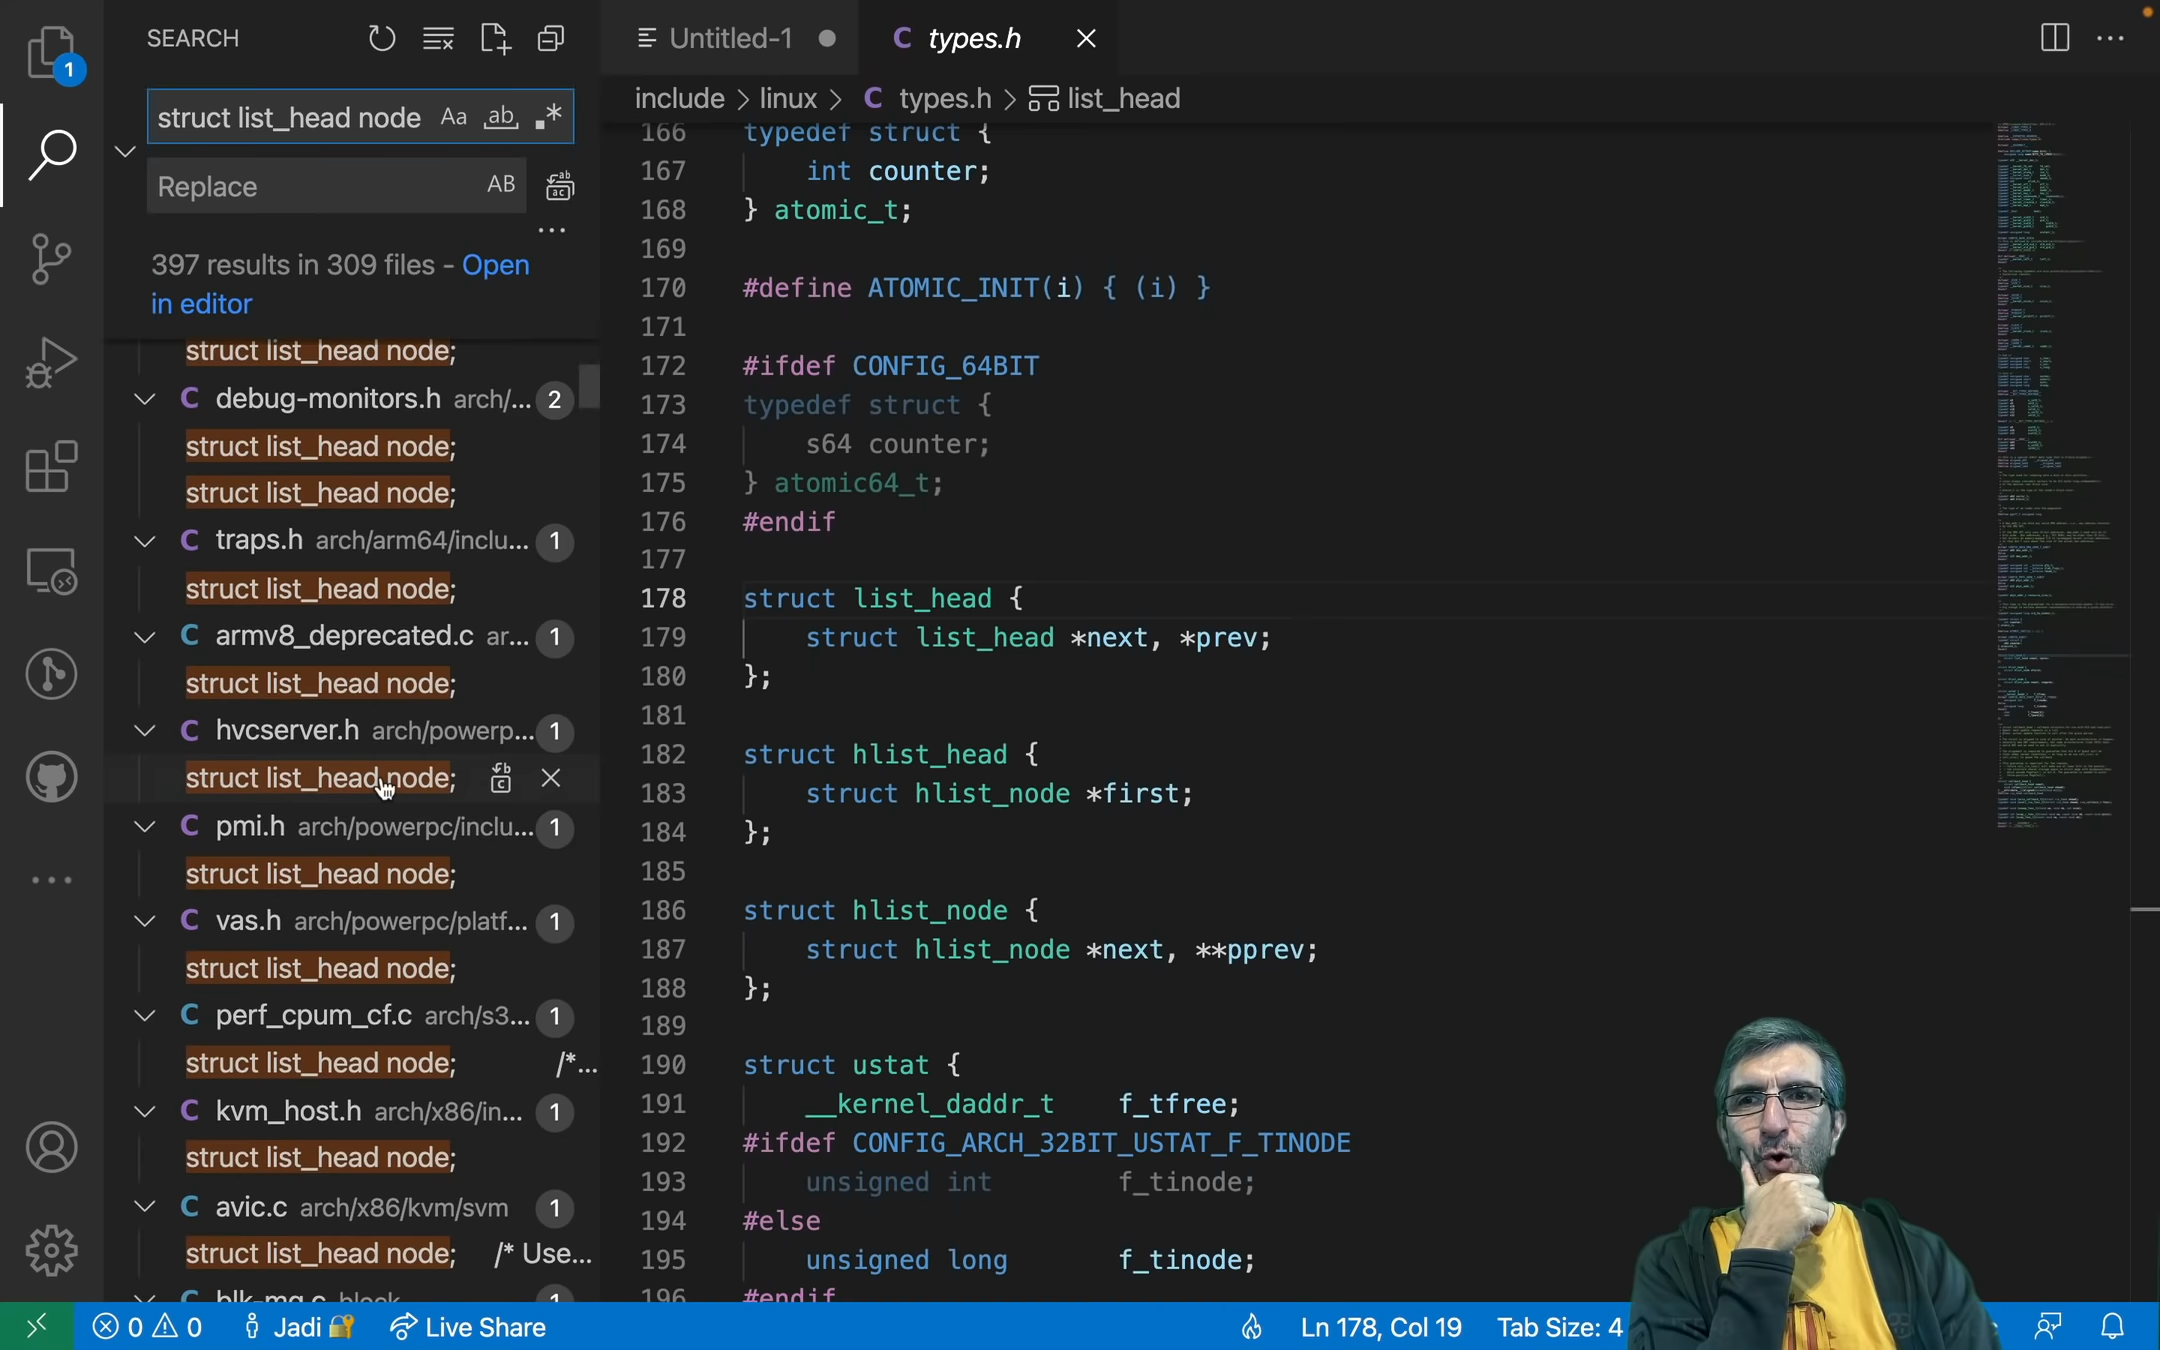 SEARCH
struct list_head node Aa ab .*
Replace AB
397 results in 309 files - Open
in editor
struct list_head node;
debug-monitors.h arch/... 2
struct list_head node;
struct list_head node;
traps.h arch/arm64/inclu... 1
struct list_head node;
armv8_deprecated.c ar... 1
struct list_head node;
hvcserver.h arch/powerp... 1
struct list_head node;
pmi.h arch/powerpc/inclu... 1
struct list_head node;
vas.h arch/powerpc/platf... 1
struct list_head node;
perf_cpum_cf.c arch/s3... 1
struct list_head node; /*...
kvm_host.h arch/x86/in... 1
struct list_head node;
avic.c arch/x86/kvm/svm 1
struct list_head node; /* Use...
blk-mq.c block 1
Untitled-1
C types.h
include > linux > C types.h > list_head
166 typedef struct {
167 int counter;
168 } atomic_t;
169
170 #define ATOMIC_INIT(i) { (i) }
171
172 #ifdef CONFIG_64BIT
173 typedef struct {
174 s64 counter;
175 } atomic64_t;
176 #endif
177
178 struct list_head {
179 struct list_head *next, *prev;
180 };
181
182 struct hlist_head {
183 struct hlist_node *first;
184 };
185
186 struct hlist_node {
187 struct hlist_node *next, **pprev;
188 };
189
190 struct ustat {
191 __kernel_daddr_t f_tfree;
192 #ifdef CONFIG_ARCH_32BIT_USTAT_F_TINODE
193 unsigned int f_tinode;
194 #else
195 unsigned long f_tinode;
196 #endif
1
0 0 Jadi Live Share Ln 178, Col 19 Tab Size: 4